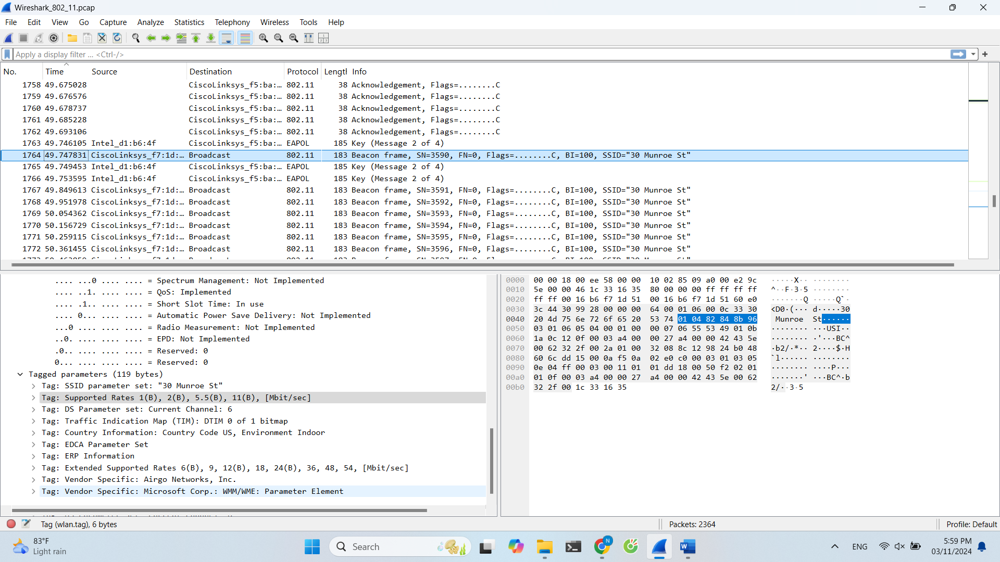 Wireshark_802_11.pcap
File Edit View Go Capture Analyze Statistics Telephony Wireless Tools Help
Apply a display filter ... <Ctrl-/>
No. Time Source Destination Protocol Lengtl Info
1758 49.675028 CiscoLinksys_f5:ba:… 802.11 38 Acknowledgement, Flags=........C
1759 49.676576 CiscoLinksys_f5:ba:… 802.11 38 Acknowledgement, Flags=........C
1760 49.678737 CiscoLinksys_f5:ba:… 802.11 38 Acknowledgement, Flags=........C
1761 49.685228 CiscoLinksys_f5:ba:… 802.11 38 Acknowledgement, Flags=........C
1762 49.693106 CiscoLinksys_f5:ba:… 802.11 38 Acknowledgement, Flags=........C
1763 49.746105 Intel_d1:b6:4f CiscoLinksys_f5:ba:… EAPOL 185 Key (Message 2 of 4)
1764 49.747831 CiscoLinksys_f7:1d:… Broadcast 802.11 183 Beacon frame, SN=3590, FN=0, Flags=........C, BI=100, SSID="30 Munroe St"
1765 49.749453 Intel_d1:b6:4f CiscoLinksys_f5:ba:… EAPOL 185 Key (Message 2 of 4)
1766 49.753595 Intel_d1:b6:4f CiscoLinksys_f5:ba:… EAPOL 185 Key (Message 2 of 4)
1767 49.849613 CiscoLinksys_f7:1d:… Broadcast 802.11 183 Beacon frame, SN=3591, FN=0, Flags=........C, BI=100, SSID="30 Munroe St"
1768 49.951978 CiscoLinksys_f7:1d:… Broadcast 802.11 183 Beacon frame, SN=3592, FN=0, Flags=........C, BI=100, SSID="30 Munroe St"
1769 50.054362 CiscoLinksys_f7:1d:… Broadcast 802.11 183 Beacon frame, SN=3593, FN=0, Flags=........C, BI=100, SSID="30 Munroe St"
1770 50.156729 CiscoLinksys_f7:1d:… Broadcast 802.11 183 Beacon frame, SN=3594, FN=0, Flags=........C, BI=100, SSID="30 Munroe St"
1771 50.259115 CiscoLinksys_f7:1d:… Broadcast 802.11 183 Beacon frame, SN=3595, FN=0, Flags=........C, BI=100, SSID="30 Munroe St"
1772 50.361455 CiscoLinksys_f7:1d:… Broadcast 802.11 183 Beacon frame, SN=3596, FN=0, Flags=........C, BI=100, SSID="30 Munroe St"
.... ...0 .... .... = Spectrum Management: Not Implemented
.... ..1. .... .... = QoS: Implemented
.... .1.. .... .... = Short Slot Time: In use
.... 0... .... .... = Automatic Power Save Delivery: Not Implemented
...0 .... .... .... = Radio Measurement: Not Implemented
..0. .... .... .... = EPD: Not Implemented
.0.. .... .... .... = Reserved: 0
0... .... .... .... = Reserved: 0
Tagged parameters (119 bytes)
Tag: SSID parameter set: "30 Munroe St"
Tag: Supported Rates 1(B), 2(B), 5.5(B), 11(B), [Mbit/sec]
Tag: DS Parameter set: Current Channel: 6
Tag: Traffic Indication Map (TIM): DTIM 0 of 1 bitmap
Tag: Country Information: Country Code US, Environment Indoor
Tag: EDCA Parameter Set
Tag: ERP Information
Tag: Extended Supported Rates 6(B), 9, 12(B), 18, 24(B), 36, 48, 54, [Mbit/sec]
Tag: Vendor Specific: Airgo Networks, Inc.
Tag: Vendor Specific: Microsoft Corp.: WMM/WME: Parameter Element
0000 00 00 18 00 ee 58 00 00 10 02 85 09 a0 00 e2 9c ·····X·· ········
0010 5e 00 00 46 1c 33 16 35 80 00 00 00 ff ff ff ff ^··F·3·5 ········
0020 ff ff 00 16 b6 f7 1d 51 00 16 b6 f7 1d 51 60 e0 ·······Q ·····Q`·
0030 3c 44 30 99 28 00 00 00 64 00 01 06 00 0c 33 30 <D0·(··· d·····30
0040 20 4d 75 6e 72 6f 65 20 53 74 01 04 82 84 8b 96 Munroe St······
0050 03 01 06 05 04 00 01 00 00 07 06 55 53 49 01 0b ········ ···USI··
0060 1a 0c 12 0f 00 03 a4 00 00 27 a4 00 00 42 43 5e ········ ·'···BC^
0070 00 62 32 2f 00 2a 01 00 32 08 8c 12 98 24 b0 48 ·b2/·*·· 2····$·H
0080 60 6c dd 15 00 0a f5 0a 02 e0 c0 00 03 01 03 05 `l······ ········
0090 0e 04 ff 00 03 00 11 01 01 dd 18 00 50 f2 02 01 ········ ····P···
00a0 01 0f 00 03 a4 00 00 27 a4 00 00 42 43 5e 00 62 ·······' ···BC^·b
00b0 32 2f 00 1c 33 16 35 2/··3·5
Tag (wlan.tag), 6 bytes Packets: 2364 Profile: Default
83°F
Light rain
Search
N
W
ENG
5:59 PM
03/11/2024